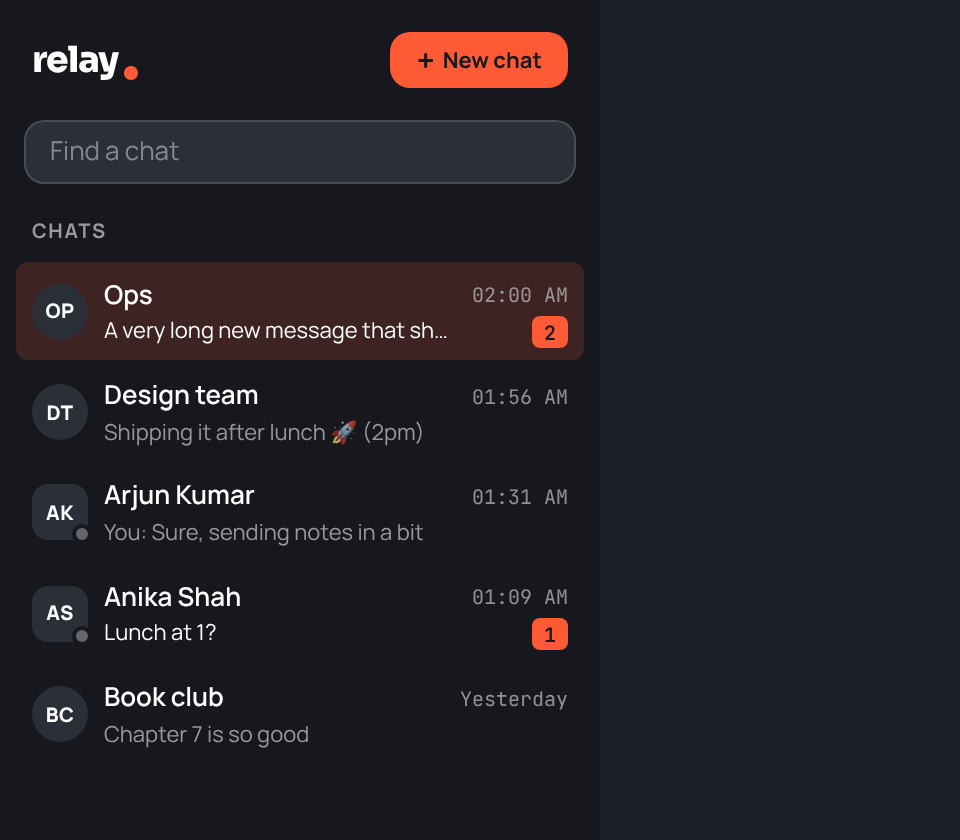 relay.
+ New chat
Find a chat
CHATS
OP
Ops
02:00 AM
A very long new message that sh…
2
DT
Design team
01:56 AM
Shipping it after lunch 🚀 (2pm)
AK
Arjun Kumar
01:31 AM
You: Sure, sending notes in a bit
AS
Anika Shah
01:09 AM
Lunch at 1?
1
BC
Book club
Yesterday
Chapter 7 is so good